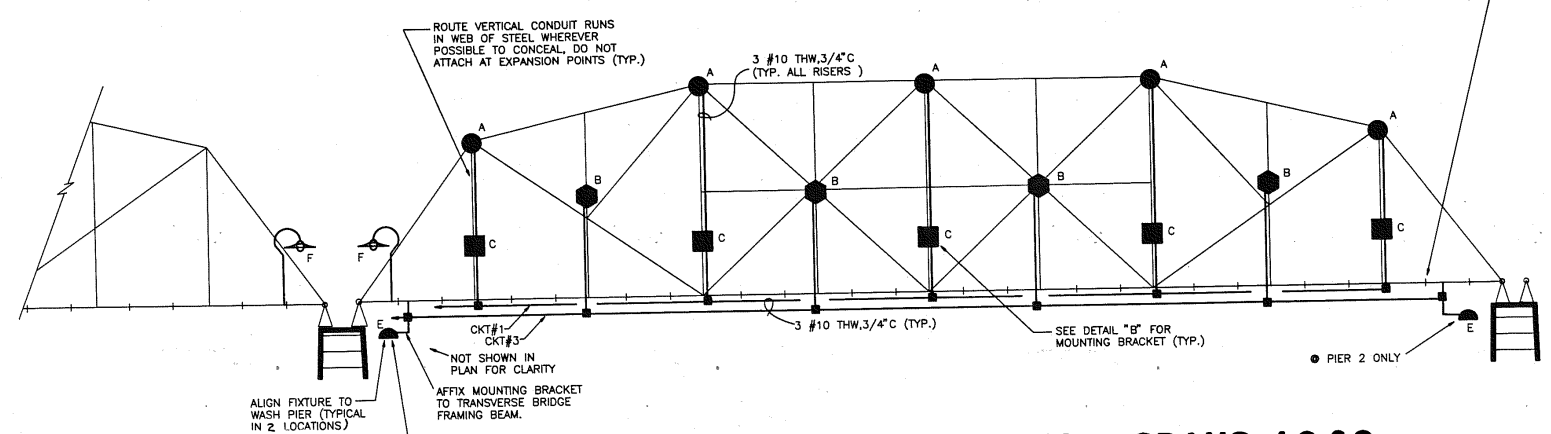 ROUTE VERTICAL CONDUIT RUNS
IN WEB OF STEEL WHEREVER
POSSIBLE TO CONCEAL, DO NOT
ATTACH AT EXPANSION POINTS (TYP.)
3 #10 THW,3/4"C
(TYP. ALL RISERS )
A
A
A
A
A
B
B
B
B
C
C
C
C
C
F
F
E
CKT#1
CKT#3
3 #10 THW,3/4"C (TYP.)
NOT SHOWN IN
PLAN FOR CLARITY
SEE DETAIL "B" FOR
MOUNTING BRACKET (TYP.)
E
@ PIER 2 ONLY
ALIGN FIXTURE TO
WASH PIER (TYPICAL
IN 2 LOCATIONS)
AFFIX MOUNTING BRACKET
TO TRANSVERSE BRIDGE
FRAMING BEAM.